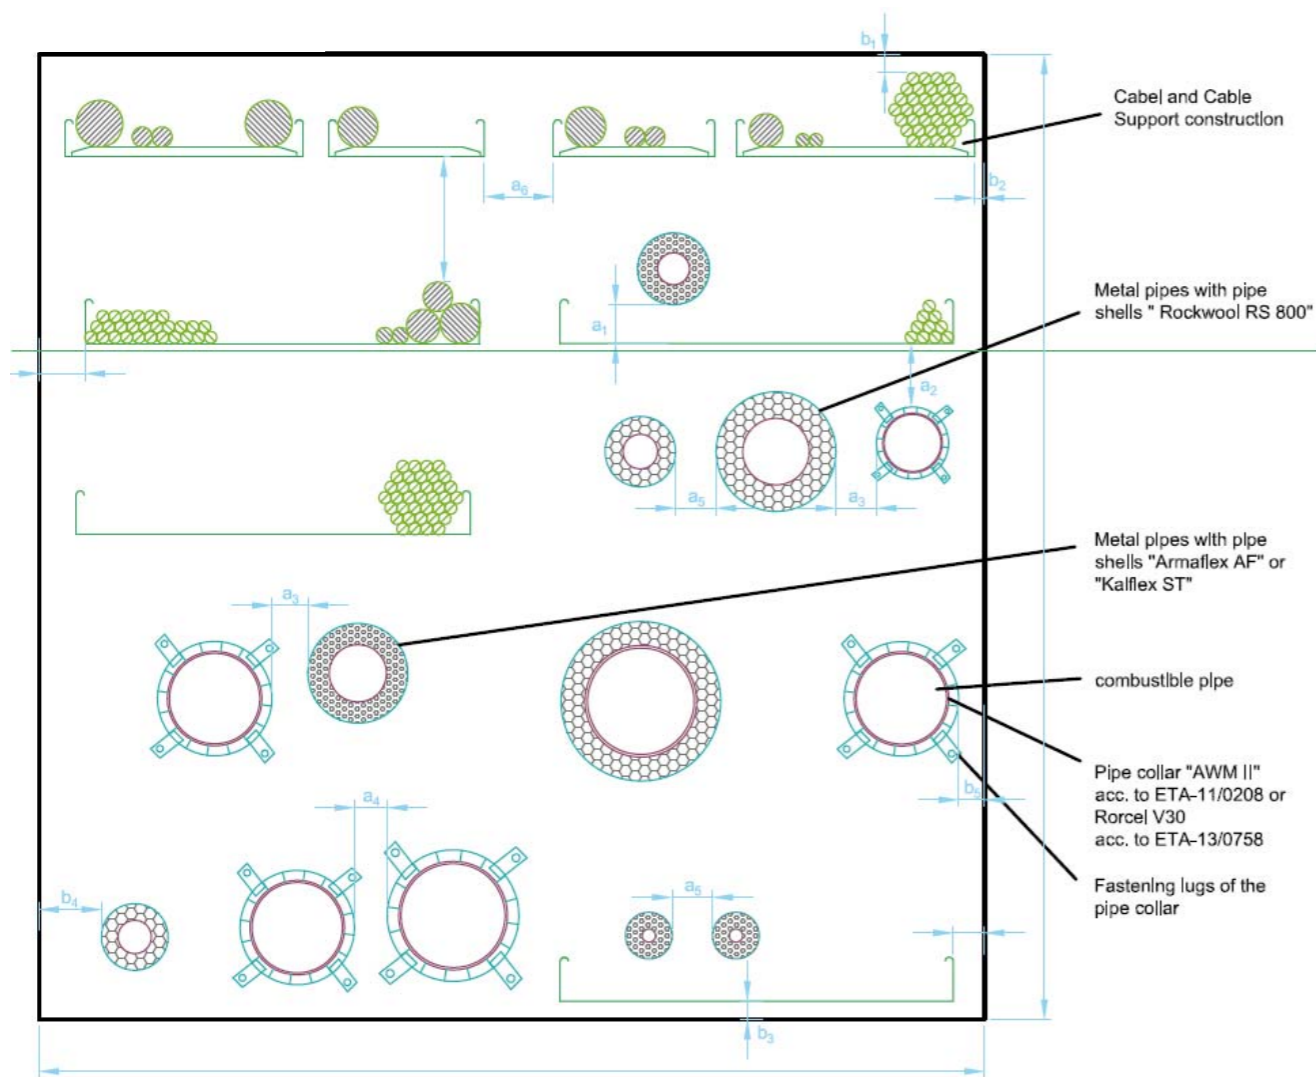 b1
Cabel and Cable
Support construction
a6
b2
Metal pipes with pipe
shells " Rockwool RS 800"
a1
a2
a5
a3
Metal pipes with pipe
shells "Armaflex AF" or
"Kalflex ST"
a3
combustible pipe
Pipe collar "AWM II"
acc. to ETA-11/0208 or
Rorcel V30
acc. to ETA-13/0758
b5
a4
Fastening lugs of the
pipe collar
b4
a5
b3